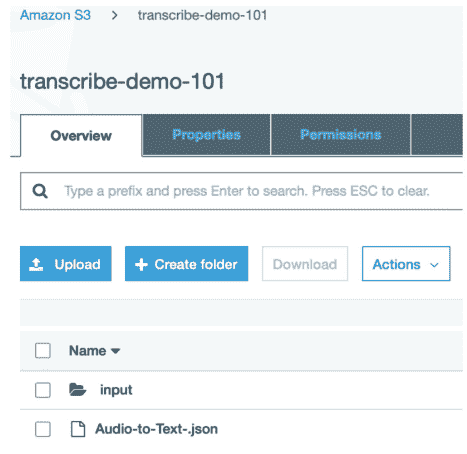 Amazon S3 > transcribe-demo-101
transcribe-demo-101
Overview Properties Permissions
Type a prefix and press Enter to search. Press ESC to clear.
Upload + Create folder Download Actions
Name
input
Audio-to-Text-.json